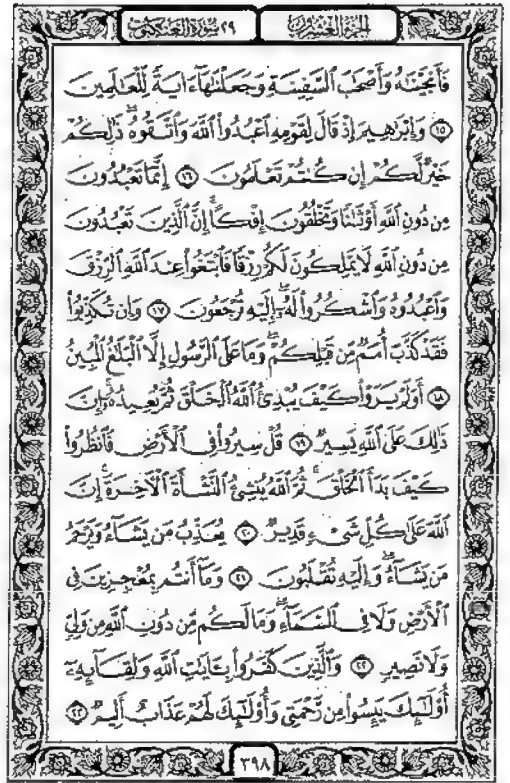 الجزء العشرون
٢٩ سورة العنكبوت
فَأَنجَيْنَٰهُ وَأَصْحَٰبَ ٱلسَّفِينَةِ وَجَعَلْنَٰهَآ ءَايَةً لِّلْعَٰلَمِينَ
١٥ وَإِبْرَٰهِيمَ إِذْ قَالَ لِقَوْمِهِ ٱعْبُدُوا۟ ٱللَّهَ وَٱتَّقُوهُ ۖ ذَٰلِكُمْ
خَيْرٌ لَّكُمْ إِن كُنتُمْ تَعْلَمُونَ ١٦ إِنَّمَا تَعْبُدُونَ
مِن دُونِ ٱللَّهِ أَوْثَٰنًا وَتَخْلُقُونَ إِفْكًا ۚ إِنَّ ٱلَّذِينَ تَعْبُدُونَ
مِن دُونِ ٱللَّهِ لَا يَمْلِكُونَ لَكُمْ رِزْقًا فَٱبْتَغُوا۟ عِندَ ٱللَّهِ ٱلرِّزْقَ
وَٱعْبُدُوهُ وَٱشْكُرُوا۟ لَهُۥٓ ۖ إِلَيْهِ تُرْجَعُونَ ١٧ وَإِن تُكَذِّبُوا۟
فَقَدْ كَذَّبَ أُمَمٌ مِّن قَبْلِكُمْ ۖ وَمَا عَلَى ٱلرَّسُولِ إِلَّا ٱلْبَلَٰغُ ٱلْمُبِينُ
١٨ أَوَلَمْ يَرَوْا۟ كَيْفَ يُبْدِئُ ٱللَّهُ ٱلْخَلْقَ ثُمَّ يُعِيدُهُۥٓ ۚ إِنَّ
ذَٰلِكَ عَلَى ٱللَّهِ يَسِيرٌ ١٩ قُلْ سِيرُوا۟ فِى ٱلْأَرْضِ فَٱنظُرُوا۟
كَيْفَ بَدَأَ ٱلْخَلْقَ ۚ ثُمَّ ٱللَّهُ يُنشِئُ ٱلنَّشْأَةَ ٱلْءَاخِرَةَ ۚ إِنَّ
ٱللَّهَ عَلَىٰ كُلِّ شَىْءٍ قَدِيرٌ ٢٠ يُعَذِّبُ مَن يَشَآءُ وَيَرْحَمُ
مَن يَشَآءُ ۖ وَإِلَيْهِ تُقْلَبُونَ ٢١ وَمَآ أَنتُم بِمُعْجِزِينَ فِى
ٱلْأَرْضِ وَلَا فِى ٱلسَّمَآءِ ۖ وَمَا لَكُم مِّن دُونِ ٱللَّهِ مِن وَلِىٍّ
وَلَا نَصِيرٍ ٢٢ وَٱلَّذِينَ كَفَرُوا۟ بِـَٔايَٰتِ ٱللَّهِ وَلِقَآئِهِۦٓ
أُو۟لَٰٓئِكَ يَئِسُوا۟ مِن رَّحْمَتِى وَأُو۟لَٰٓئِكَ لَهُمْ عَذَابٌ أَلِيمٌ ٢٣
٣٩٨